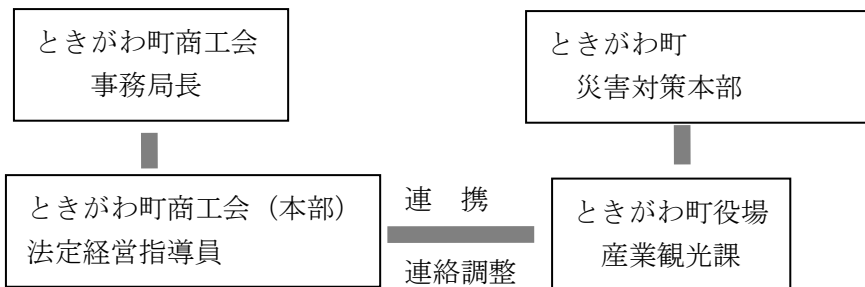 ときがわ町商工会
事務局長
ときがわ町
災害対策本部
ときがわ町商工会（本部）
法定経営指導員
連　携
連絡調整
ときがわ町役場
産業観光課